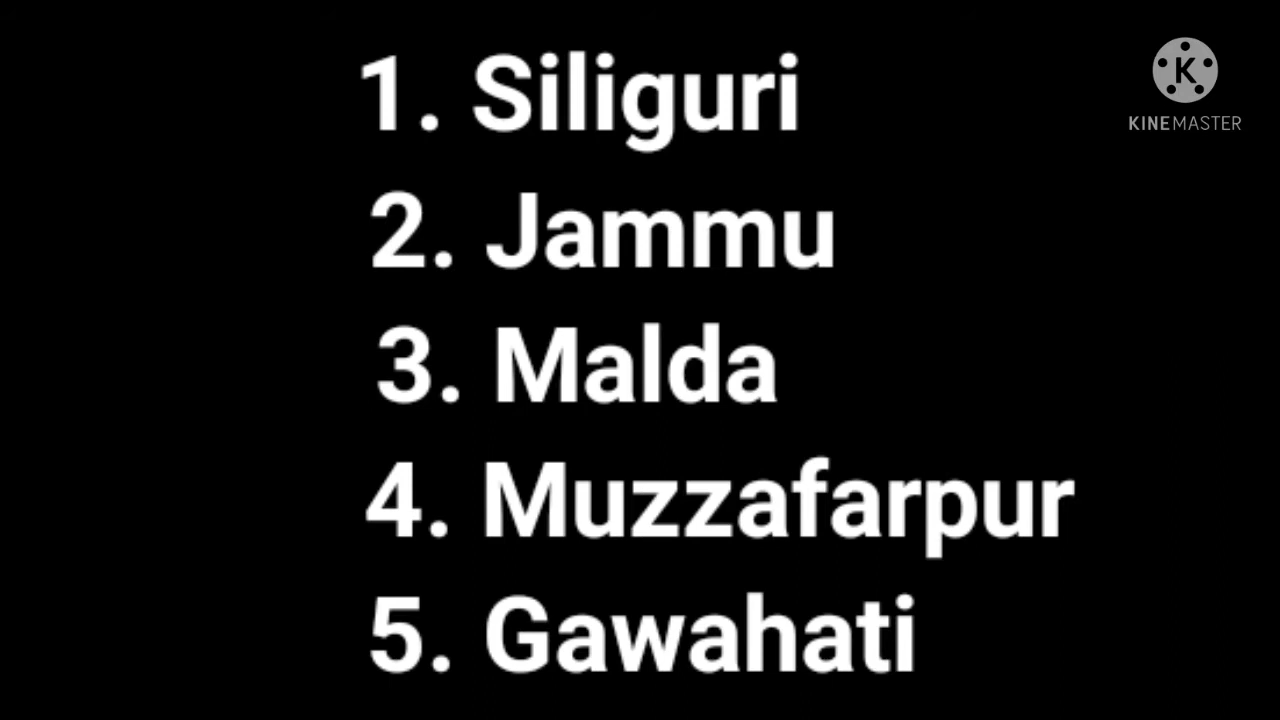 1. Siliguri
K
KINEMASTER
2. Jammu
3. Malda
4. Muzzafarpur
5. Gawahati